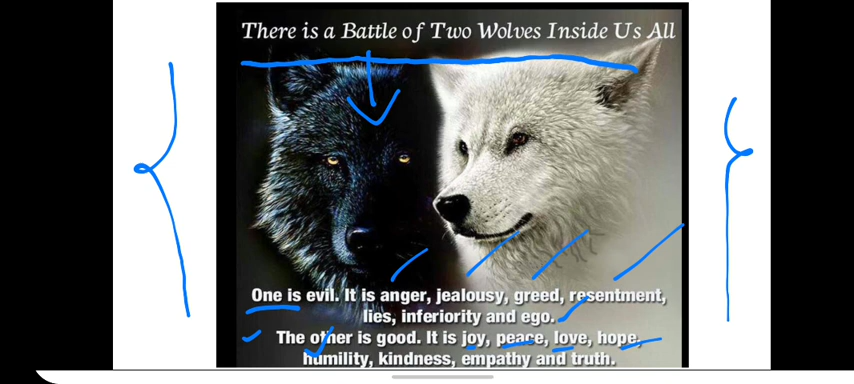 There is a Battle of Two Wolves Inside Us All
One is evil. It is anger, jealousy, greed, resentment,
lies, inferiority and ego.
The other is good. It is joy, peace, love, hope,
humility, kindness, empathy and truth.